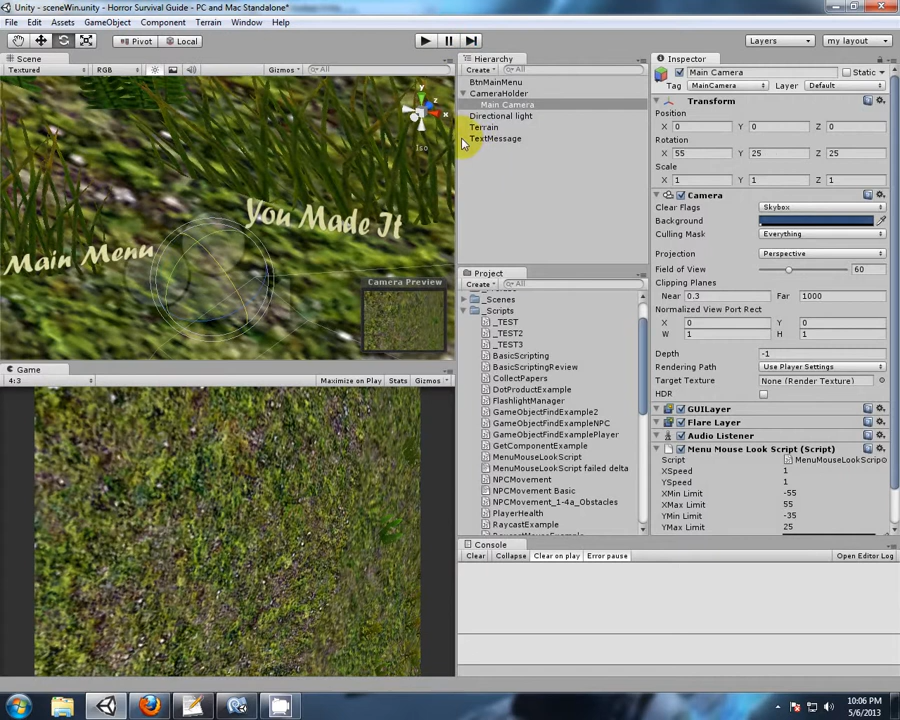 Unity - sceneWin.unity - Horror Survival Guide - PC and Mac Standalone*
File Edit Assets GameObject Component Terrain Window Help
Pivot Local Layers my layout
Scene
Textured RGB Gizmos All
y
z
x
Iso
You Made It
Main Menu
Camera Preview
Game
4:3 Maximize on Play Stats Gizmos
Hierarchy
Create All
BtnMainMenu
CameraHolder
Main Camera
Directional light
Terrain
TextMessage
Project
Create All
_Scenes
_Scripts
_TEST
_TEST2
_TEST3
BasicScripting
BasicScriptingReview
CollectPapers
DotProductExample
FlashlightManager
GameObjectFindExample2
GameObjectFindExampleNPC
GameObjectFindExamplePlayer
GetComponentExample
MenuMouseLookScript
MenuMouseLookScript failed delta
NPCMovement
NPCMovement Basic
NPCMovement_1-4a_Obstacles
PlayerHealth
RaycastExample
Console
Clear Collapse Clear on play Error pause Open Editor Log
Inspector
Main Camera Static
Tag MainCamera Layer Default
Transform
Position
X 0 Y 0 Z 0
Rotation
X 55 Y 25 Z 25
Scale
X 1 Y 1 Z 1
Camera
Clear Flags Skybox
Background
Culling Mask Everything
Projection Perspective
Field of View 60
Clipping Planes
Near 0.3 Far 1000
Normalized View Port Rect
X 0 Y 0
W 1 H 1
Depth -1
Rendering Path Use Player Settings
Target Texture None (Render Texture)
HDR
GUILayer
Flare Layer
Audio Listener
Menu Mouse Look Script (Script)
Script MenuMouseLookScrip
XSpeed 1
YSpeed 1
XMin Limit -55
XMax Limit 55
YMin Limit -35
YMax Limit 25
10:06 PM
5/6/2013